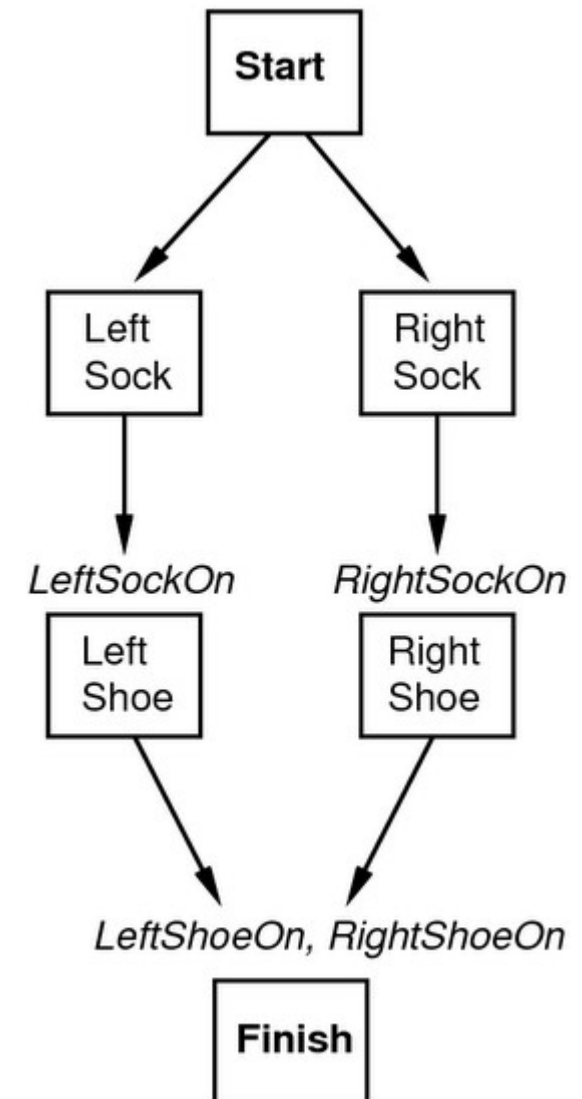 Start
Left
Sock
Right
Sock
LeftSockOn
RightSockOn
Left
Shoe
Right
Shoe
LeftShoeOn, RightShoeOn
Finish